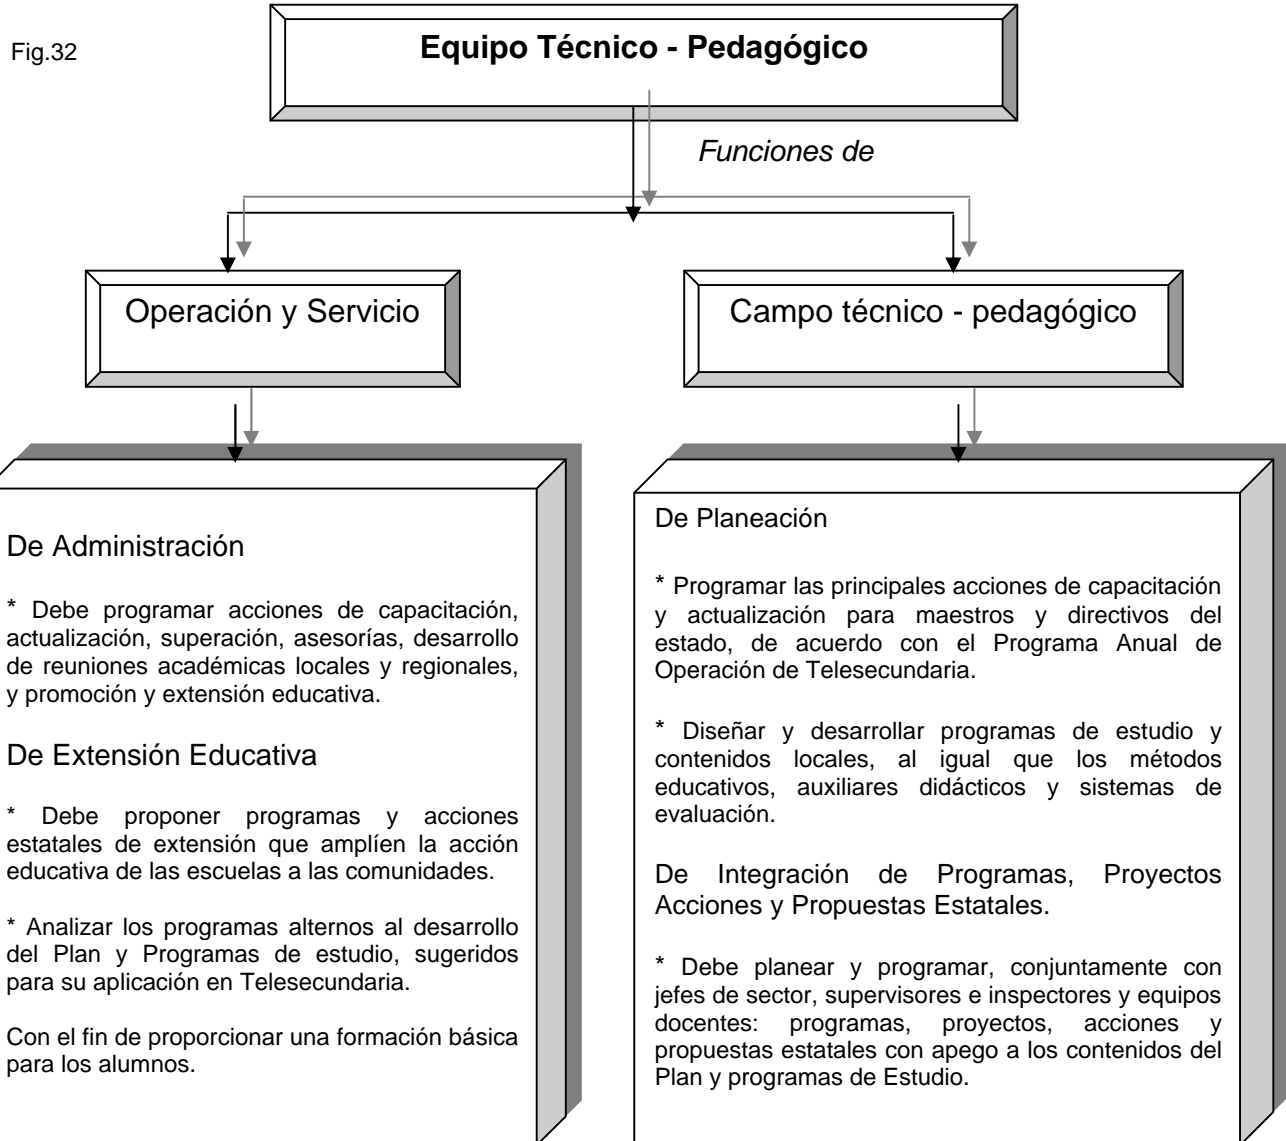 Fig.32
Equipo Técnico - Pedagógico
Funciones de
Operación y Servicio
Campo técnico - pedagógico
De Administración
* Debe programar acciones de capacitación,
actualización, superación, asesorías, desarrollo
de reuniones académicas locales y regionales,
y promoción y extensión educativa.
De Extensión Educativa
* Debe proponer programas y acciones
estatales de extensión que amplíen la acción
educativa de las escuelas a las comunidades.
* Analizar los programas alternos al desarrollo
del Plan y Programas de estudio, sugeridos
para su aplicación en Telesecundaria.
Con el fin de proporcionar una formación básica
para los alumnos.
De Planeación
* Programar las principales acciones de capacitación
y actualización para maestros y directivos del
estado, de acuerdo con el Programa Anual de
Operación de Telesecundaria.
* Diseñar y desarrollar programas de estudio y
contenidos locales, al igual que los métodos
educativos, auxiliares didácticos y sistemas de
evaluación.
De Integración de Programas, Proyectos
Acciones y Propuestas Estatales.
* Debe planear y programar, conjuntamente con
jefes de sector, supervisores e inspectores y equipos
docentes: programas, proyectos, acciones y
propuestas estatales con apego a los contenidos del
Plan y programas de Estudio.